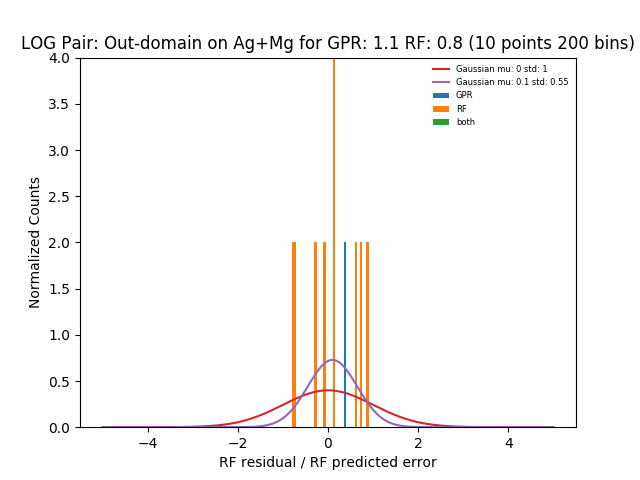 LOG Pair: Out-domain on Ag+Mg for GPR: 1.1 RF: 0.8 (10 points 200 bins)
Gaussian mu: 0 std: 1
Gaussian mu: 0.1 std: 0.55
GPR
RF
both
Normalized Counts
4.0
3.5
3.0
2.5
2.0
1.5
1.0
0.5
0.0
−4 −2 0 2 4
RF residual / RF predicted error